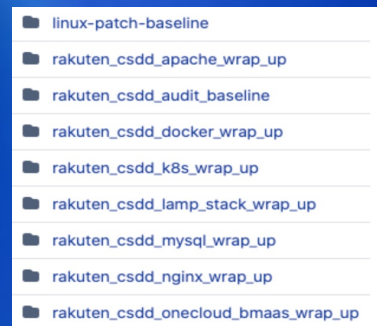 linux-patch-baseline
rakuten_csdd_apache_wrap_up
rakuten_csdd_audit_baseline
rakuten_csdd_docker_wrap_up
rakuten_csdd_k8s_wrap_up
rakuten_csdd_lamp_stack_wrap_up
rakuten_csdd_mysql_wrap_up
rakuten_csdd_nginx_wrap_up
rakuten_csdd_onecloud_bmaas_wrap_up